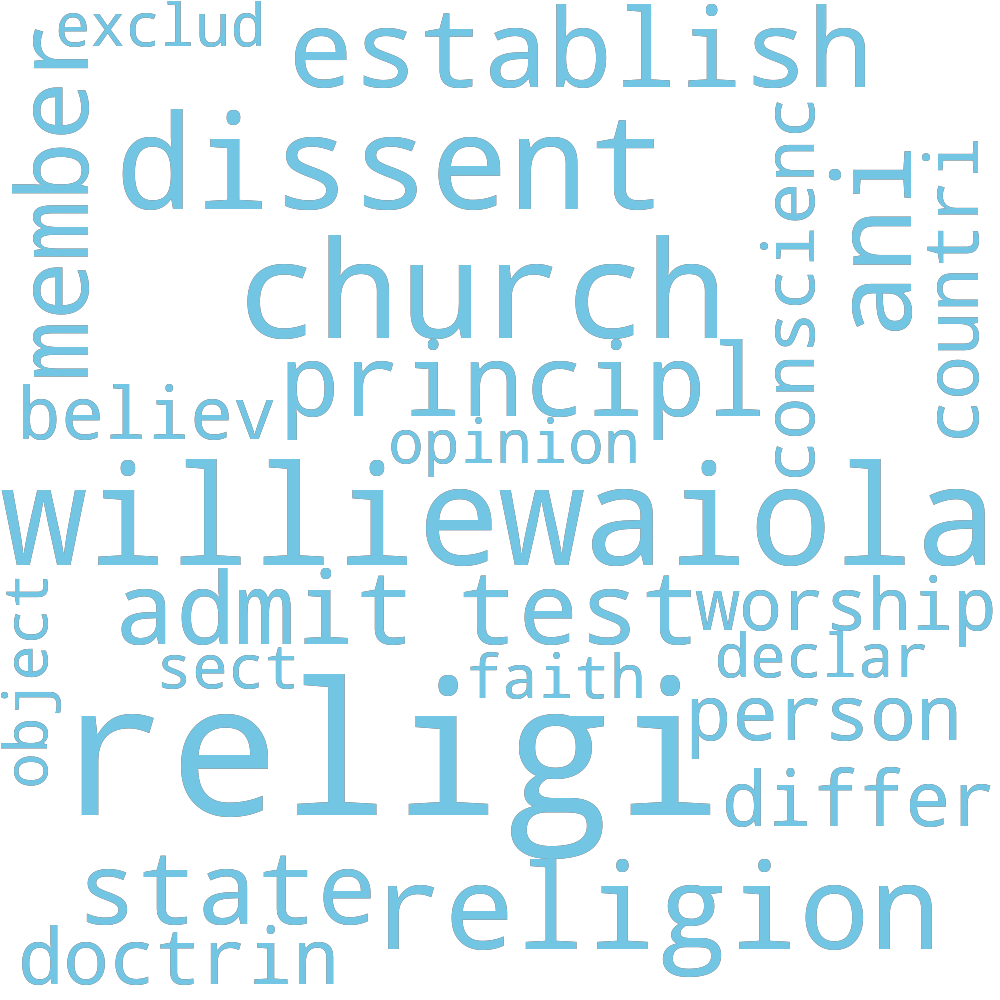 exclud
establish
member
dissent
conscienc
ani
countri
church
principl
believ
opinion
williewaiola
admit test
worship
object
sect
faith
declar
religi
person
differ
state
religion
doctrin